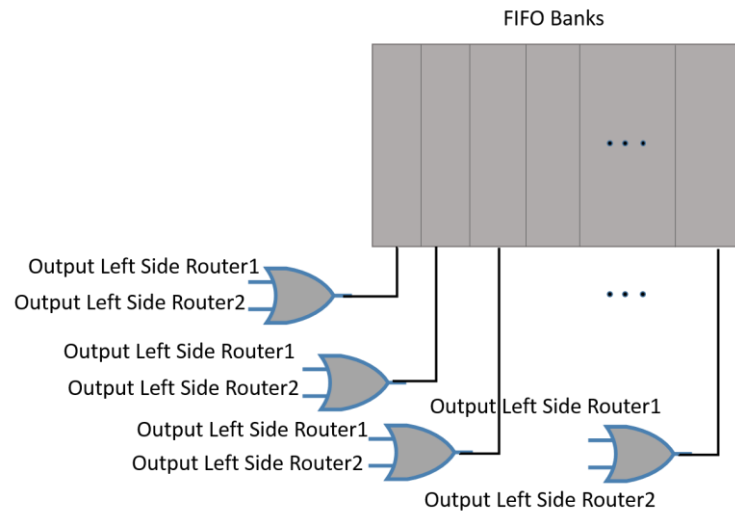 FIFO Banks
. . .
Output Left Side Router1
Output Left Side Router2
. . .
Output Left Side Router1
Output Left Side Router2
Output Left Side Router1
Output Left Side Router2
Output Left Side Router1
Output Left Side Router2